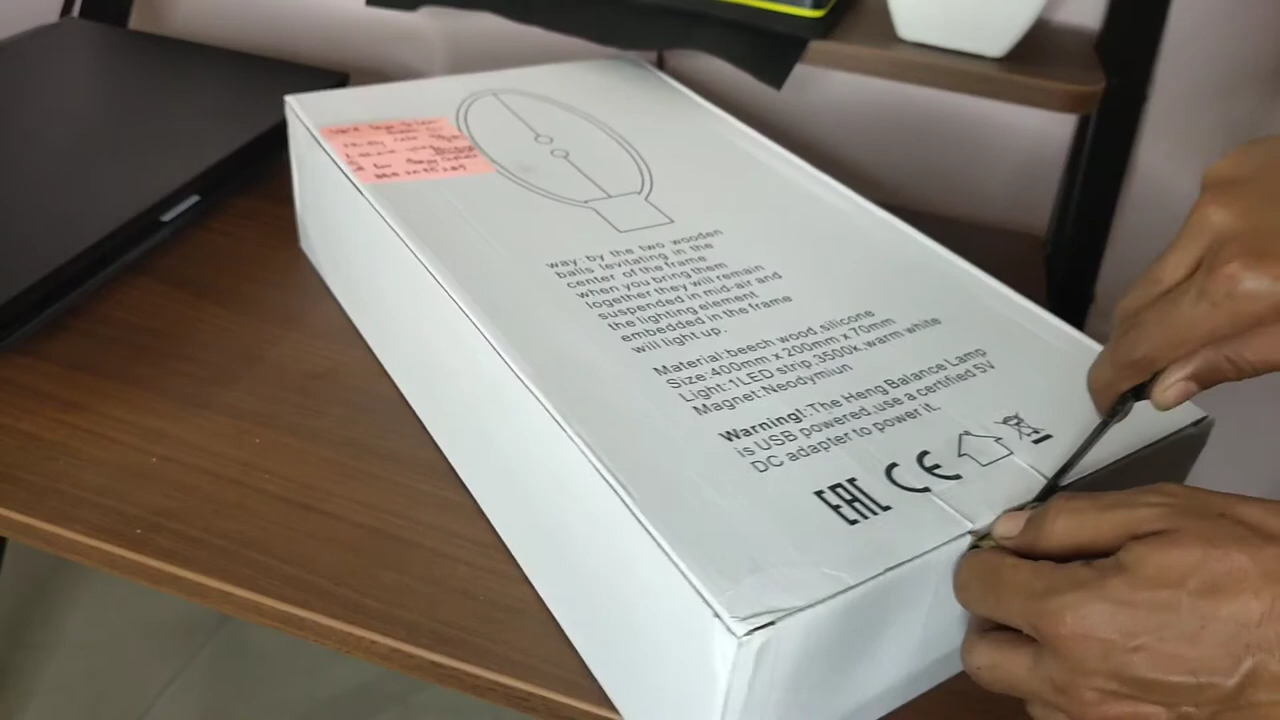 way: by the two wooden
balls levitating in the
center of the frame
when you bring them
together they will remain
suspended in mid-air and
the lighting element
embedded in the frame
will light up.
Material:beech wood,silicone
Size:400mm x 200mm x 70mm
Light:1LED strip,3500k,warm white
Magnet:Neodymiun
Warning!:The Heng Balance Lamp
is USB powered,use a certified 5V
DC adapter to power it.
EAC CE